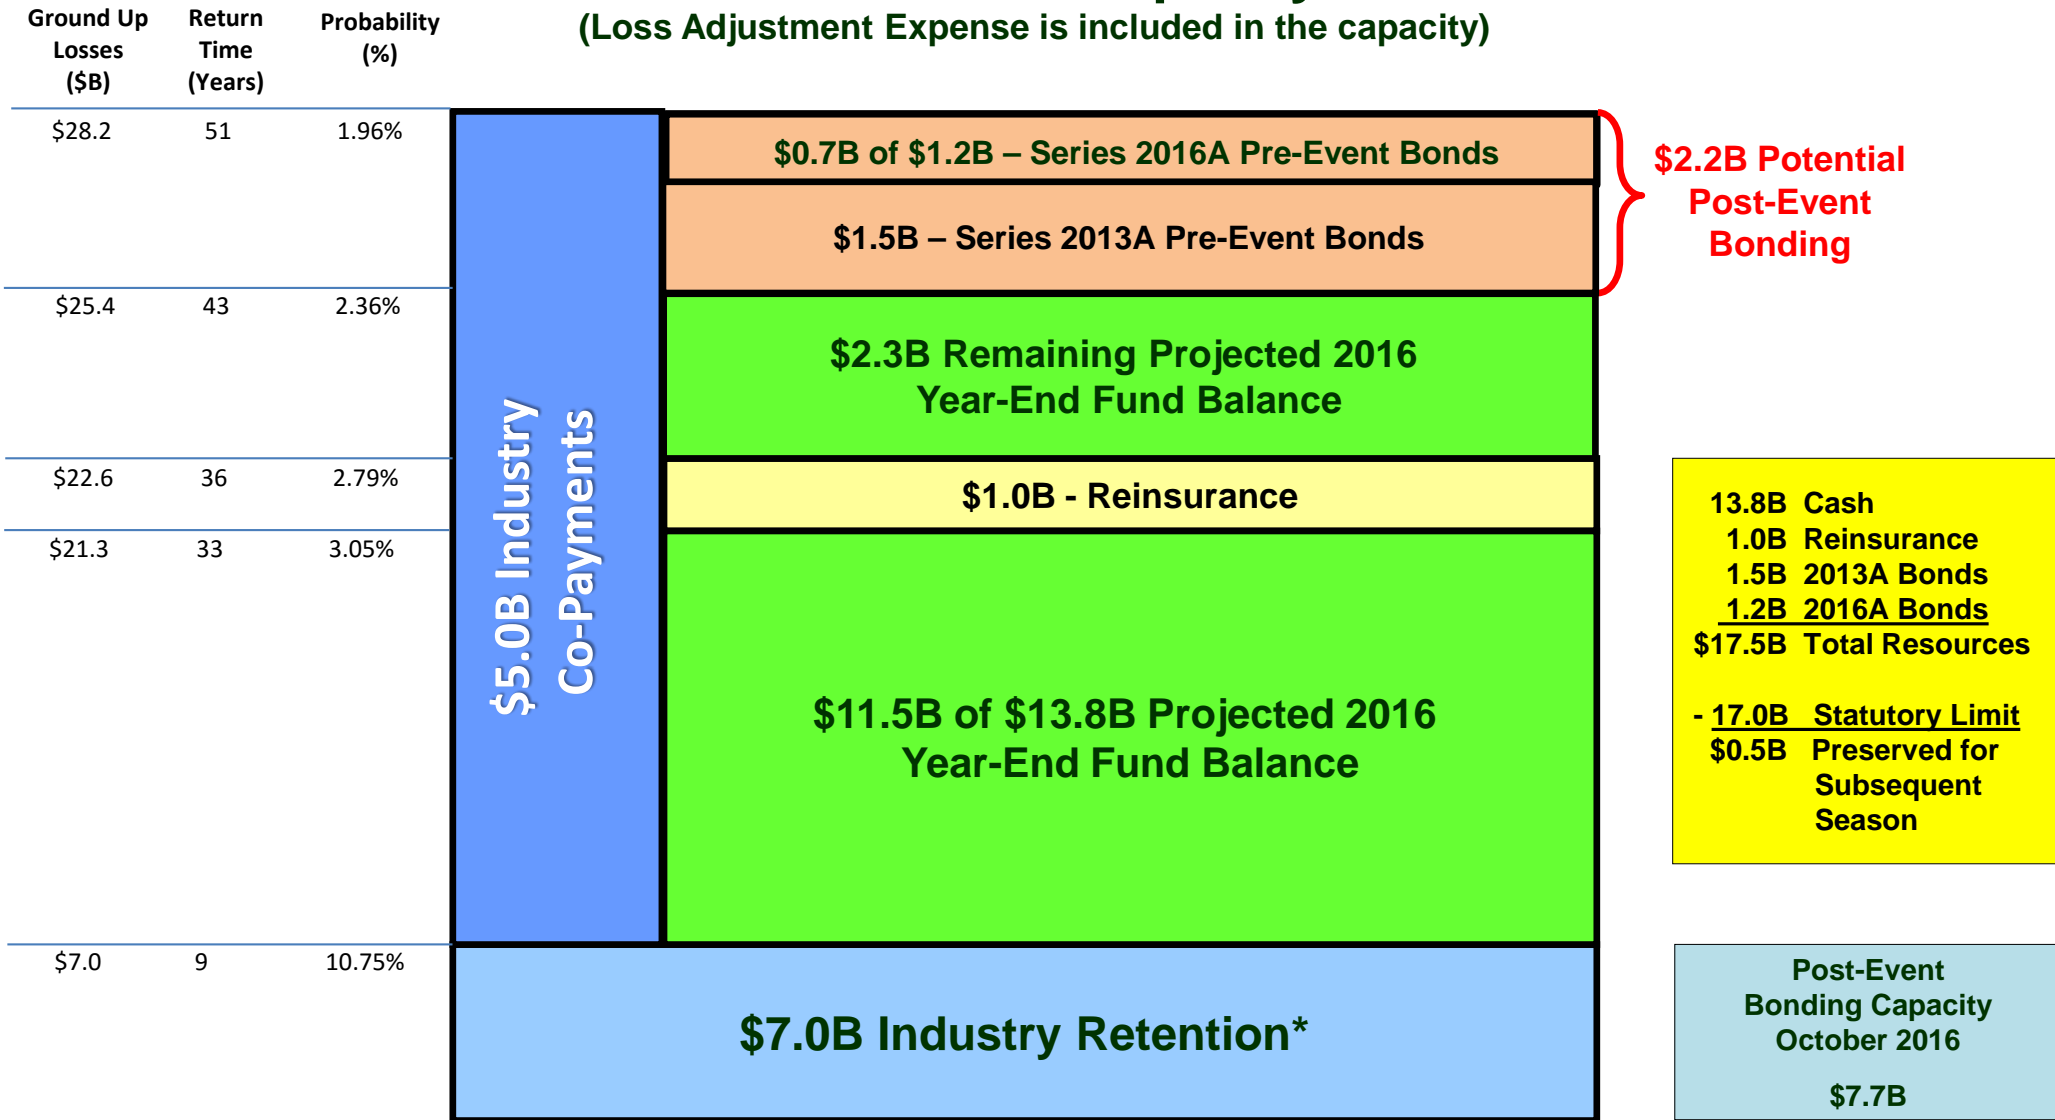 Ground Up
Losses
($B)
Return
Time
(Years)
Probability
(%)
(Loss Adjustment Expense is included in the capacity)
$28.2 51 1.96%
$25.4 43 2.36%
$22.6 36 2.79%
$21.3 33 3.05%
$7.0 9 10.75%
$5.0B Industry
Co-Payments
$0.7B of $1.2B – Series 2016A Pre-Event Bonds
$1.5B – Series 2013A Pre-Event Bonds
$2.3B Remaining Projected 2016
Year-End Fund Balance
$1.0B - Reinsurance
$11.5B of $13.8B Projected 2016
Year-End Fund Balance
$7.0B Industry Retention*
$2.2B Potential
Post-Event
Bonding
13.8B Cash
1.0B Reinsurance
1.5B 2013A Bonds
1.2B 2016A Bonds
$17.5B Total Resources
- 17.0B Statutory Limit
$0.5B Preserved for
Subsequent
Season
Post-Event
Bonding Capacity
October 2016
$7.7B